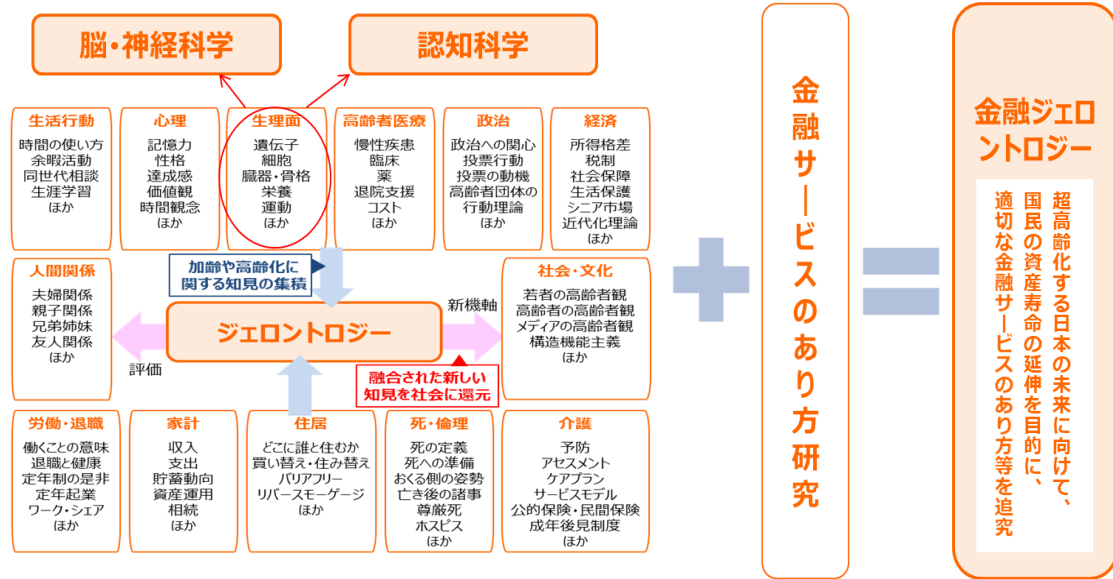 脳・神経科学
認知科学
生活行動
時間の使い方
余暇活動
同世代相談
生涯学習
ほか
心理
記憶力
性格
達成感
価値観
時間観念
ほか
生理面
遺伝子
細胞
臓器・骨格
栄養
運動
ほか
高齢者医療
慢性疾患
臨床
薬
退院支援
コスト
ほか
政治
政治への関心
投票行動
投票の動機
高齢者団体の
行動理論
ほか
経済
所得格差
税制
社会保障
生活保護
シニア市場
近代化理論
ほか
人間関係
夫婦関係
親子関係
兄弟姉妹
友人関係
ほか
加齢や高齢化に
関する知見の集積
ジェロントロジー
評価
新機軸
融合された新しい
知見を社会に還元
社会・文化
若者の高齢者観
高齢者の高齢者観
メディアの高齢者観
構造機能主義
ほか
労働・退職
働くことの意味
退職と健康
定年制の是非
定年起業
ワーク・シェア
ほか
家計
収入
支出
貯蓄動向
資産運用
相続
ほか
住居
どこに誰と住むか
買い替え・住み替え
バリアフリー
リバースモーゲージ
ほか
死・倫理
死の定義
死への準備
おくる側の姿勢
亡き後の諸事
尊厳死
ホスピス
ほか
介護
予防
アセスメント
ケアプラン
サービスモデル
公的保険・民間保険
成年後見制度
ほか
金融サービスのあり方研究
金融ジェロ
ントロジー
超高齢化する日本の未来に向けて、
国民の資産寿命の延伸を目的に、
適切な金融サービスのあり方等を追究